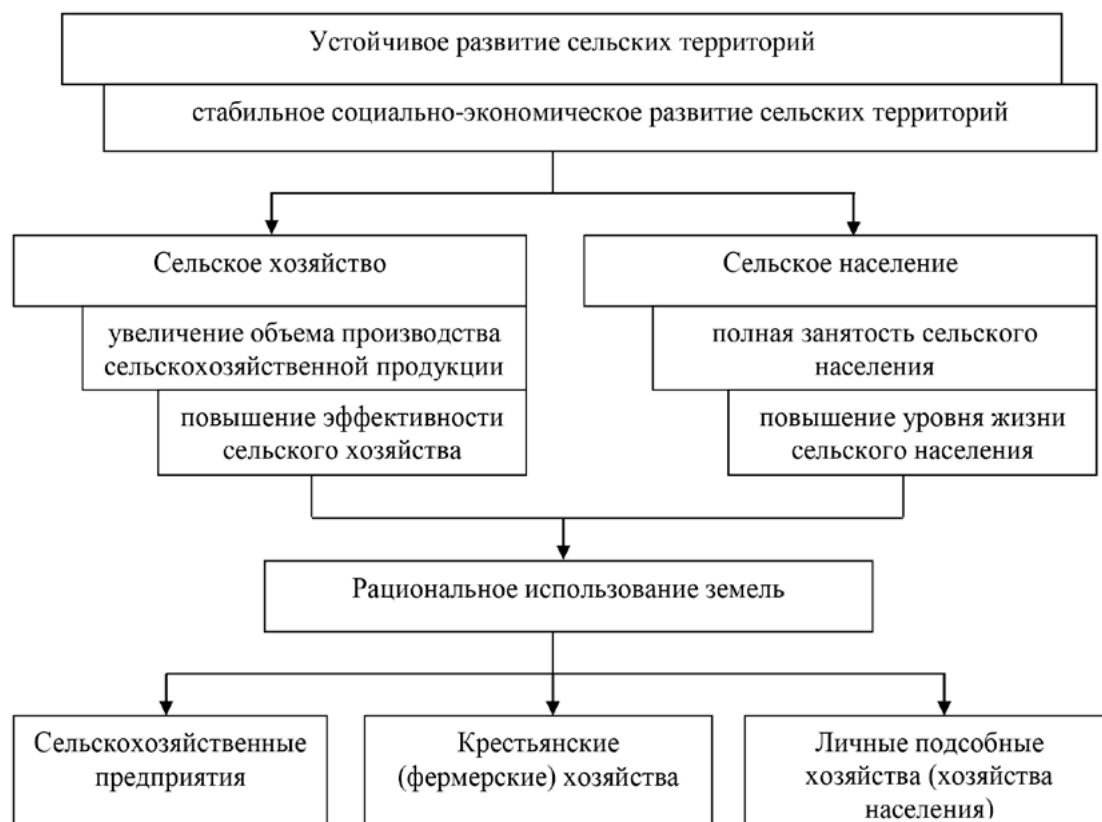 Устойчивое развитие сельских территорий
стабильное социально-экономическое развитие сельских территорий
Сельское хозяйство
увеличение объема производства
сельскохозяйственной продукции
повышение эффективности
сельского хозяйства
Сельское население
полная занятость сельского
населения
повышение уровня жизни
сельского населения
Рациональное использование земель
Сельскохозяйственные
предприятия
Крестьянские
(фермерские) хозяйства
Личные подсобные
хозяйства (хозяйства
населения)